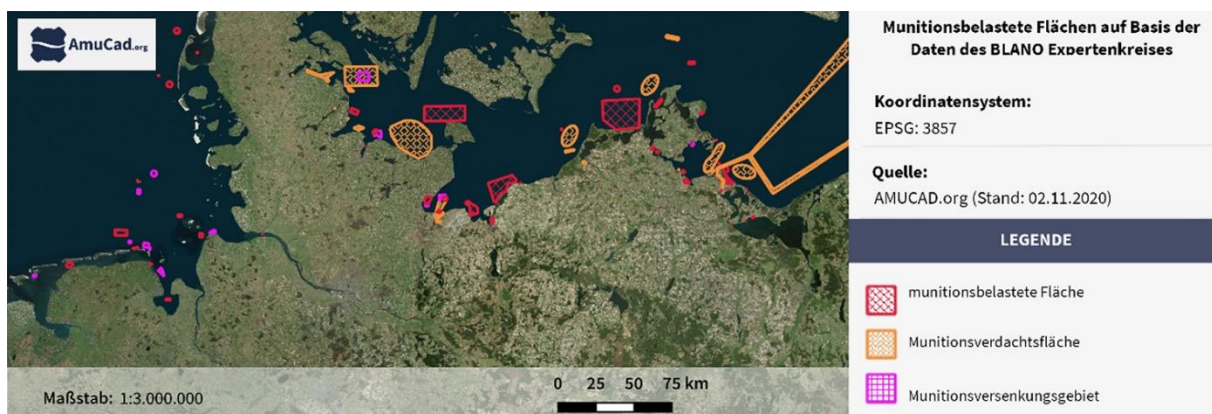 AmuCad.org
Munitionsbelastete Flächen auf Basis der
Daten des BLANO Expertenkreises
Koordinatensystem:
EPSG: 3857
Quelle:
AMUCAD.org (Stand: 02.11.2020)
LEGENDE
munitionsbelastete Fläche
Munitionsverdachtsfläche
Munitionsversenkungsgebiet
Maßstab: 1:3.000.000
0 25 50 75 km